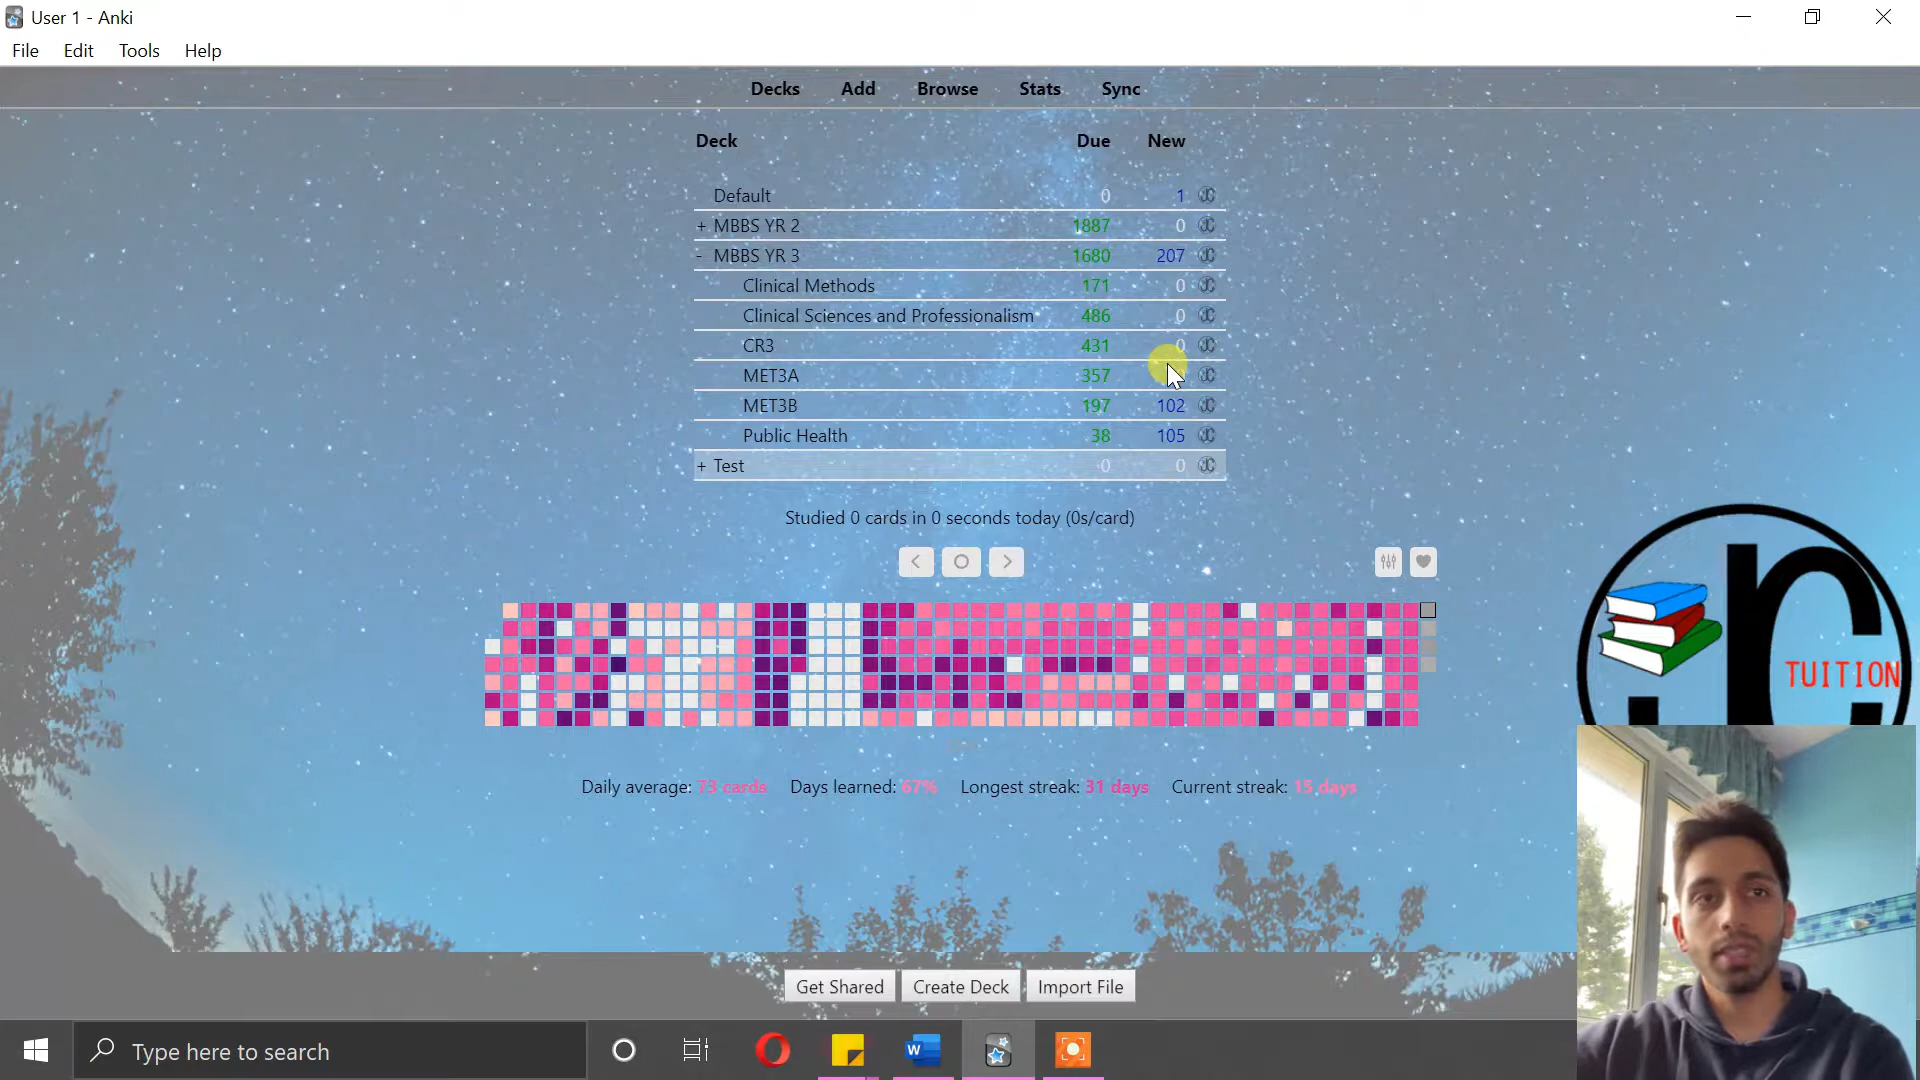 User 1 - Anki
File Edit Tools Help
Decks Add Browse Stats Sync
Deck Due New
Default 0 1
+ MBBS YR 2 1887 0
- MBBS YR 3 1680 207
Clinical Methods 171 0
Clinical Sciences and Professionalism 486 0
CR3 431 0
MET3A 357
MET3B 197 102
Public Health 38 105
+ Test 0 0
Studied 0 cards in 0 seconds today (0s/card)
Daily average: 73 cards Days learned: 67% Longest streak: 31 days Current streak: 15 days
Jr
TUITION
Get Shared Create Deck Import File
Type here to search
W